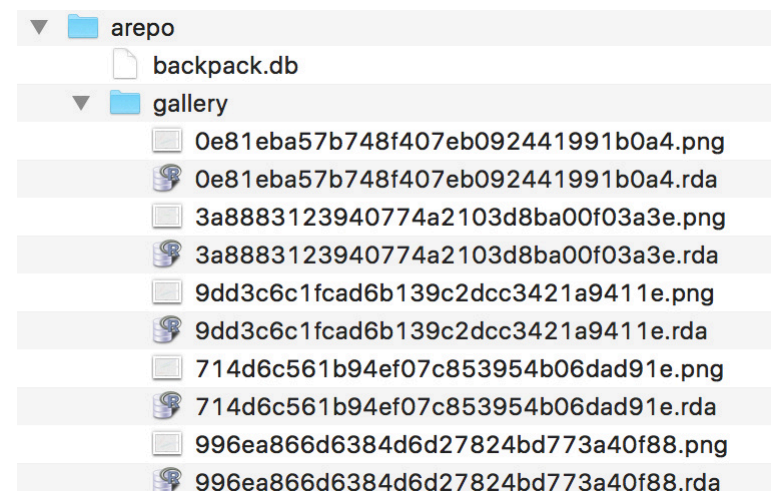 arepo
backpack.db
gallery
0e81eba57b748f407eb092441991b0a4.png
0e81eba57b748f407eb092441991b0a4.rda
3a8883123940774a2103d8ba00f03a3e.png
3a8883123940774a2103d8ba00f03a3e.rda
9dd3c6c1fcad6b139c2dcc3421a9411e.png
9dd3c6c1fcad6b139c2dcc3421a9411e.rda
714d6c561b94ef07c853954b06dad91e.png
714d6c561b94ef07c853954b06dad91e.rda
996ea866d6384d6d27824bd773a40f88.png
996ea866d6384d6d27824bd773a40f88.rda